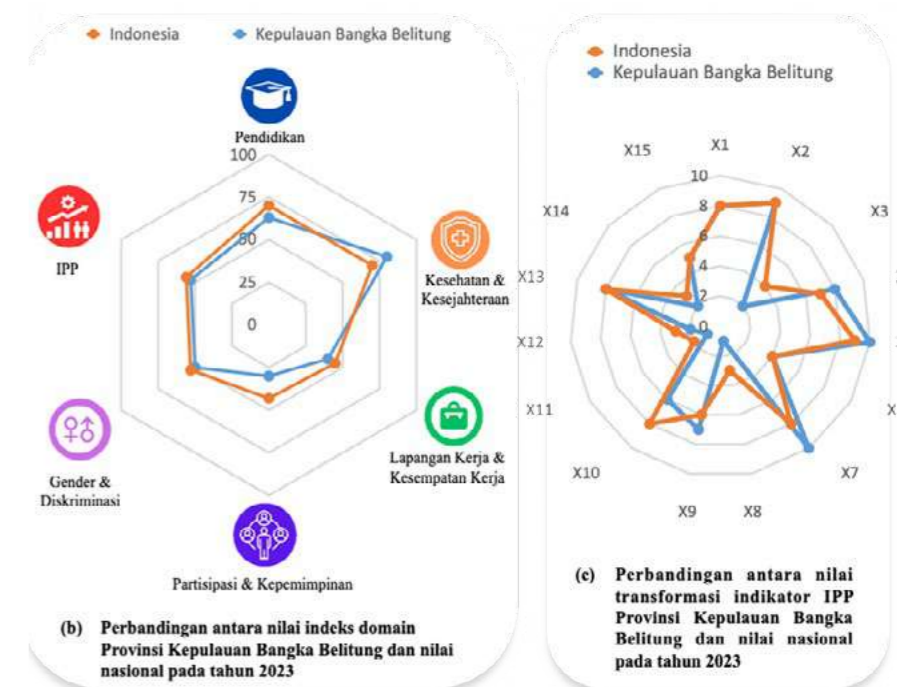 Indonesia
Kepulauan Bangka Belitung
Pendidikan
100
75
50
25
0
IPP
Kesehatan &
Kesejahteraan
Lapangan Kerja &
Kesempatan Kerja
Gender &
Diskriminasi
Partisipasi & Kepemimpinan
(b) Perbandingan antara nilai indeks domain
Provinsi Kepulauan Bangka Belitung dan nilai
nasional pada tahun 2023
Indonesia
Kepulauan Bangka Belitung
X1
X2
X3
X7
X8
X9
X10
X11
X12
X13
X14
X15
10
8
6
4
2
0
(c) Perbandingan antara nilai
transformasi indikator IPP
Provinsi Kepulauan Bangka
Belitung dan nilai nasional
pada tahun 2023